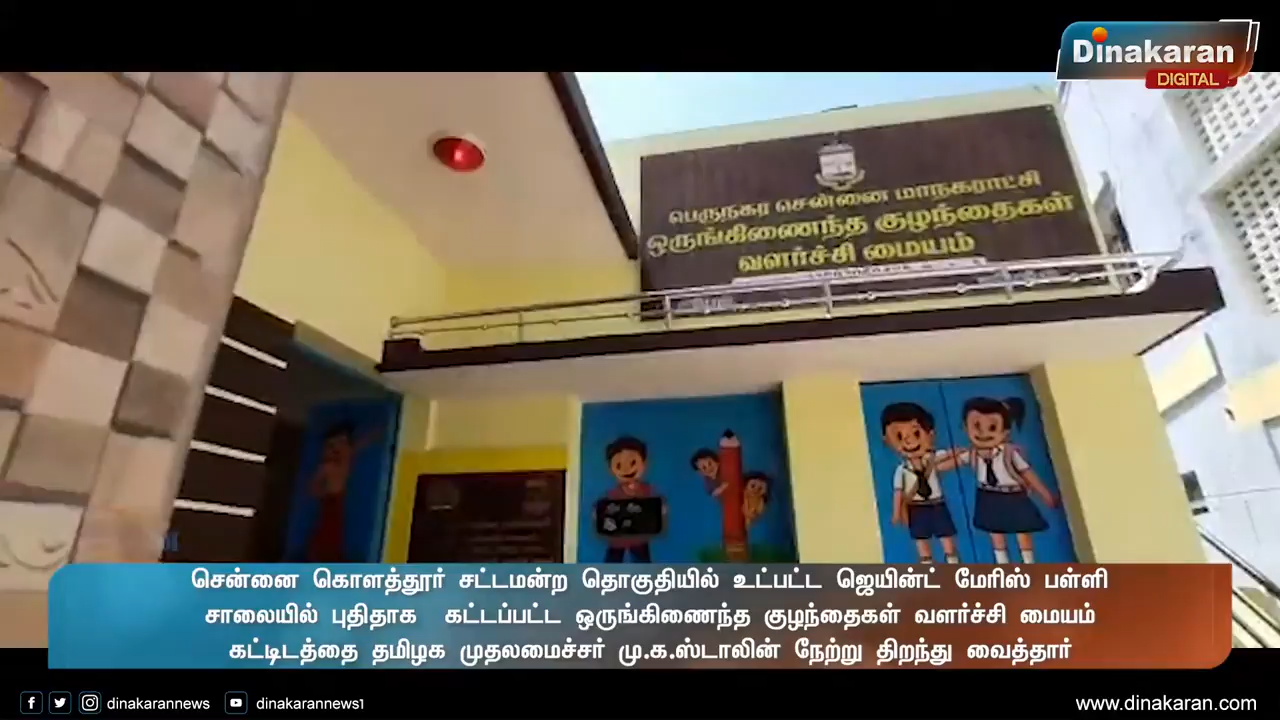 Dinakaran
DIGITAL
பெருநகர சென்னை மாநகராட்சி
ஒருங்கிணைந்த குழந்தைகள்
வளர்ச்சி மையம்
சென்னை கொளத்தூர் சட்டமன்ற தொகுதியில் உட்பட்ட ஜெயின்ட் மேரிஸ் பள்ளி
சாலையில் புதிதாக கட்டப்பட்ட ஒருங்கிணைந்த குழந்தைகள் வளர்ச்சி மையம்
கட்டிடத்தை தமிழக முதலமைச்சர் மு.க.ஸ்டாலின் நேற்று திறந்து வைத்தார்
dinakarannews dinakarannews1 www.dinakaran.com